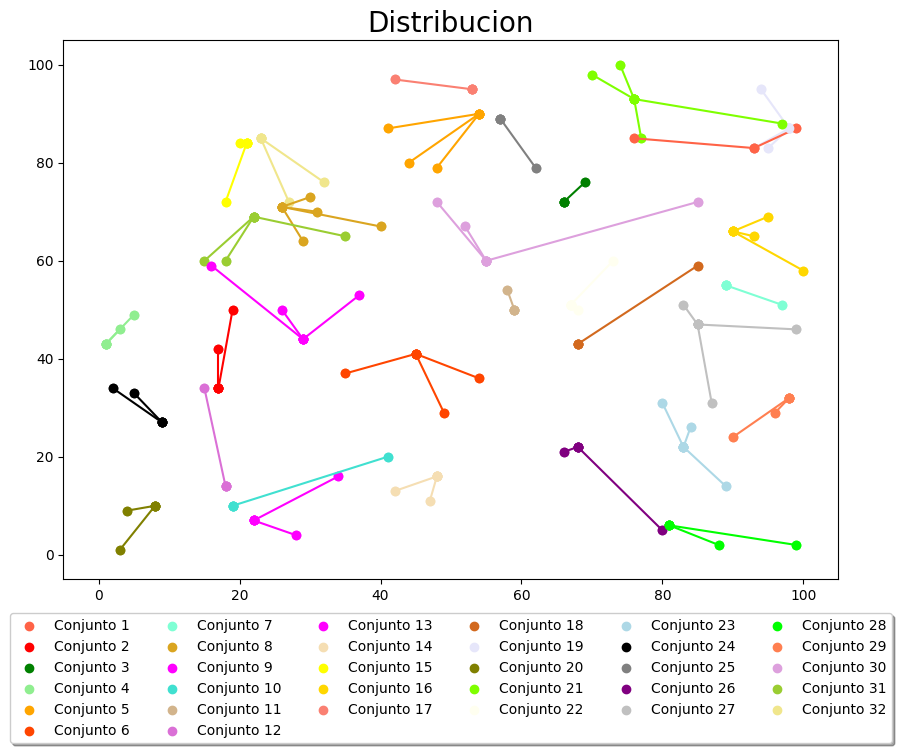 Distribucion
100
80
60
40
20
0
0 20 40 60 80 100
Conjunto 1 Conjunto 7 Conjunto 13 Conjunto 18 Conjunto 23 Conjunto 28
Conjunto 2 Conjunto 8 Conjunto 14 Conjunto 19 Conjunto 24 Conjunto 29
Conjunto 3 Conjunto 9 Conjunto 15 Conjunto 20 Conjunto 25 Conjunto 30
Conjunto 4 Conjunto 10 Conjunto 16 Conjunto 21 Conjunto 26 Conjunto 31
Conjunto 5 Conjunto 11 Conjunto 17 Conjunto 22 Conjunto 27 Conjunto 32
Conjunto 6 Conjunto 12